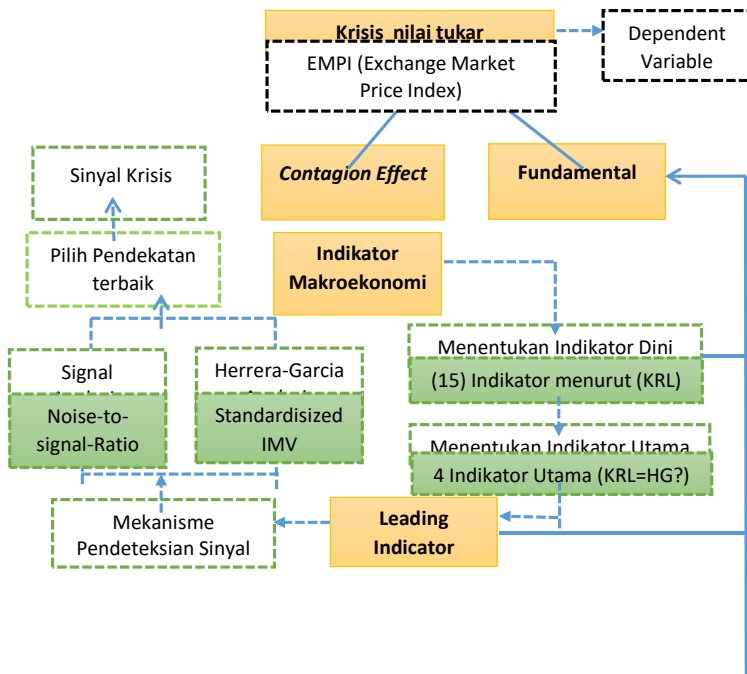 Krisis nilai tukar
EMPI (Exchange Market
Price Index)
Dependent
Variable
Sinyal Krisis
Contagion Effect
Fundamental
Pilih Pendekatan
terbaik
Indikator
Makroekonomi
Menentukan Indikator Dini
(15) Indikator menurut (KRL)
Signal
Noise-to-
signal-Ratio
Herrera-Garcia
Standardisized
IMV
Menentukan Indikator Utama
4 Indikator Utama (KRL=HG?)
Mekanisme
Pendeteksian Sinyal
Leading
Indicator